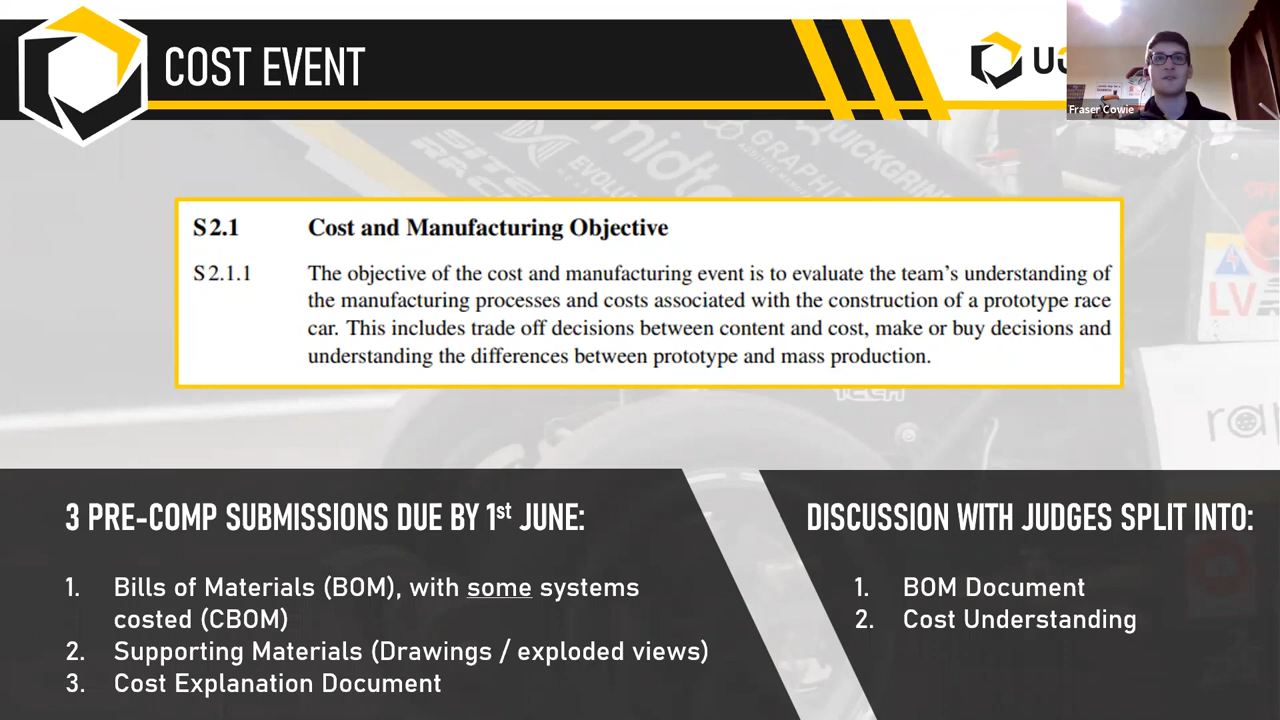 COST EVENT
Fraser Cowie
S 2.1 Cost and Manufacturing Objective
S 2.1.1 The objective of the cost and manufacturing event is to evaluate the team's understanding of
the manufacturing processes and costs associated with the construction of a prototype race
car. This includes trade off decisions between content and cost, make or buy decisions and
understanding the differences between prototype and mass production.
LV
3 PRE-COMP SUBMISSIONS DUE BY 1st JUNE:
1. Bills of Materials (BOM), with some systems
costed (CBOM)
2. Supporting Materials (Drawings / exploded views)
3. Cost Explanation Document
DISCUSSION WITH JUDGES SPLIT INTO:
1. BOM Document
2. Cost Understanding